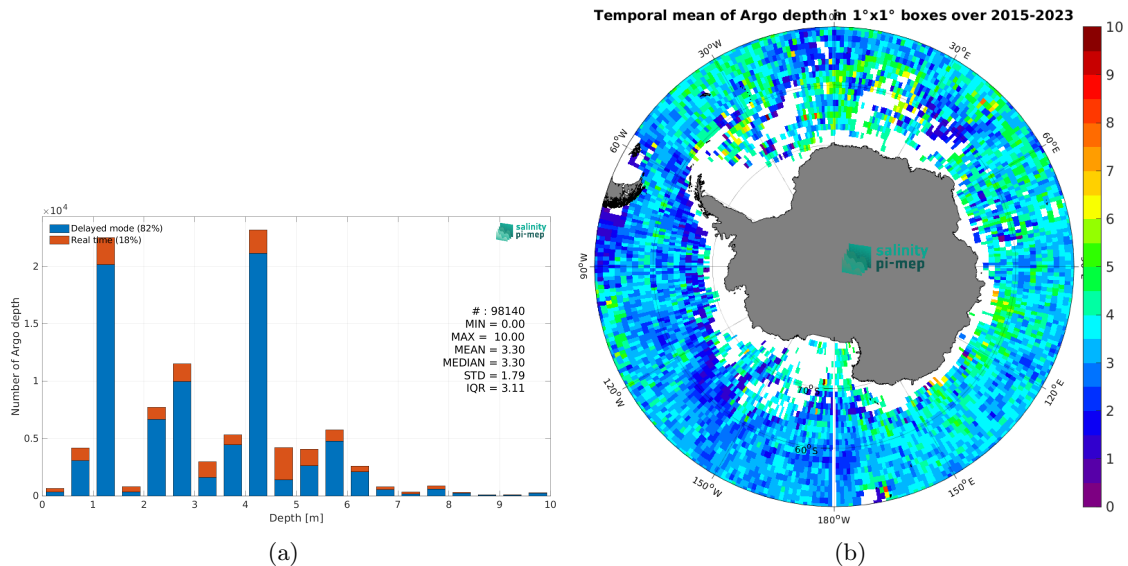 ×10⁴
Delayed mode (82%)
Real time (18%)
salinity
pi-mep
2
1.5
1
0.5
0
Number of Argo depth
# : 98140
MIN = 0.00
MAX = 10.00
MEAN = 3.30
MEDIAN = 3.30
STD = 1.79
IQR = 3.11
0 1 2 3 4 5 6 7 8 9 10
Depth [m]
(a)
Temporal mean of Argo depth in 1°x1° boxes over 2015-2023
30°W
30°E
60°W
60°E
90°W
120°W
120°E
150°W
150°E
180°W
70°S
60°S
salinity
pi-mep
10
9
8
7
6
5
4
3
2
1
0
(b)